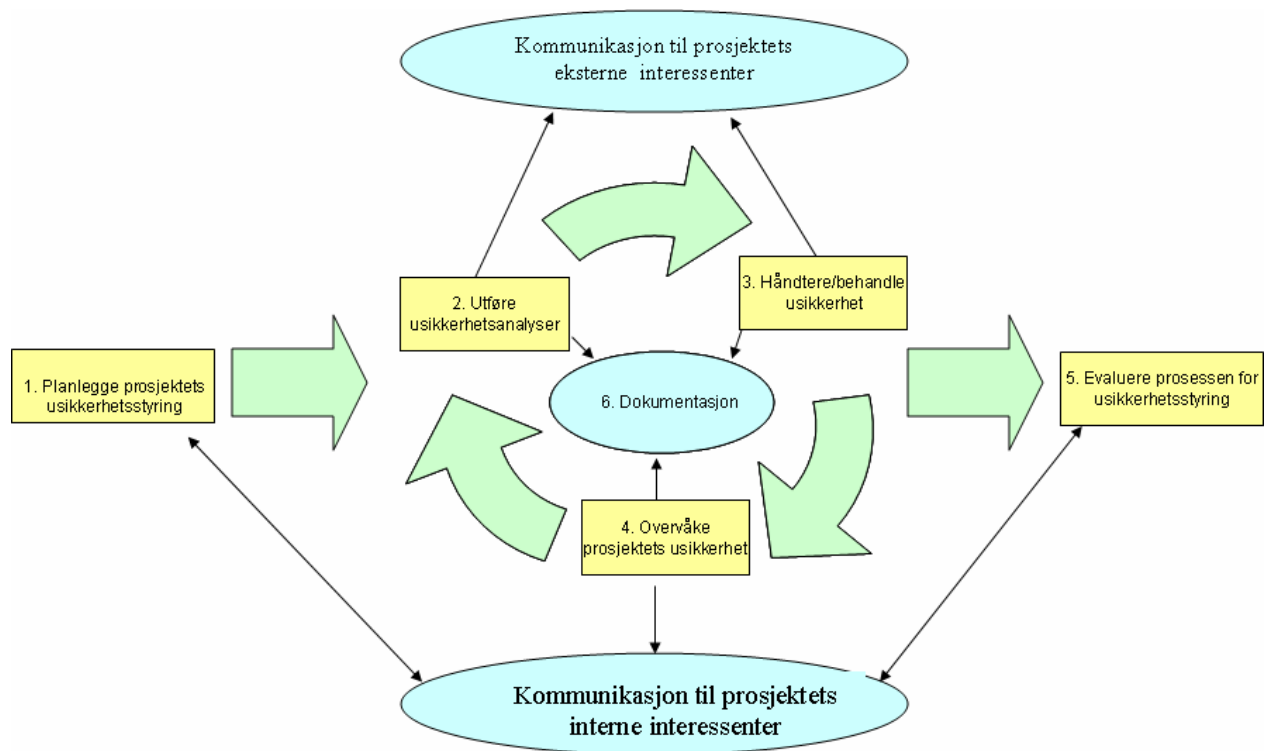 Kommunikasjon til prosjektets
eksterne interessenter
2. Utføre
usikkerhetsanalyser
3. Håndtere/behandle
usikkerhet
1. Planlegge prosjektets
usikkerhetsstyring
6. Dokumentasjon
5. Evaluere prosessen for
usikkerhetsstyring
4. Overvåke
prosjektets usikkerhet
Kommunikasjon til prosjektets
interne interessenter